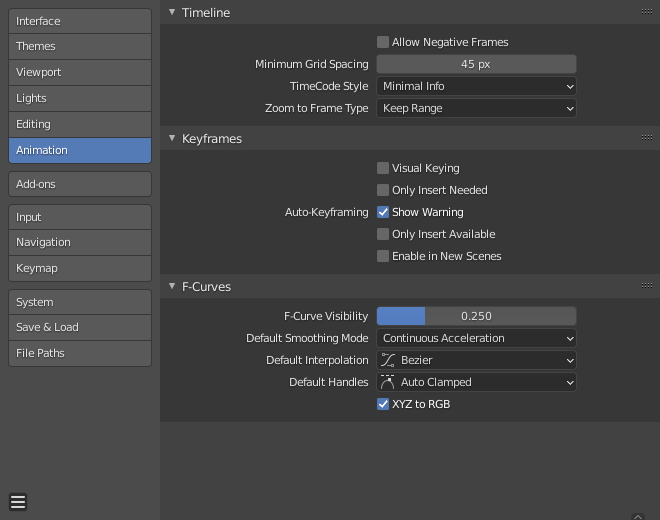 Interface
Themes
Viewport
Lights
Editing
Animation
Add-ons
Input
Navigation
Keymap
System
Save & Load
File Paths
Timeline
Allow Negative Frames
Minimum Grid Spacing 45 px
TimeCode Style Minimal Info
Zoom to Frame Type Keep Range
Keyframes
Visual Keying
Only Insert Needed
Auto-Keyframing Show Warning
Only Insert Available
Enable in New Scenes
F-Curves
F-Curve Visibility 0.250
Default Smoothing Mode Continuous Acceleration
Default Interpolation Bezier
Default Handles Auto Clamped
XYZ to RGB